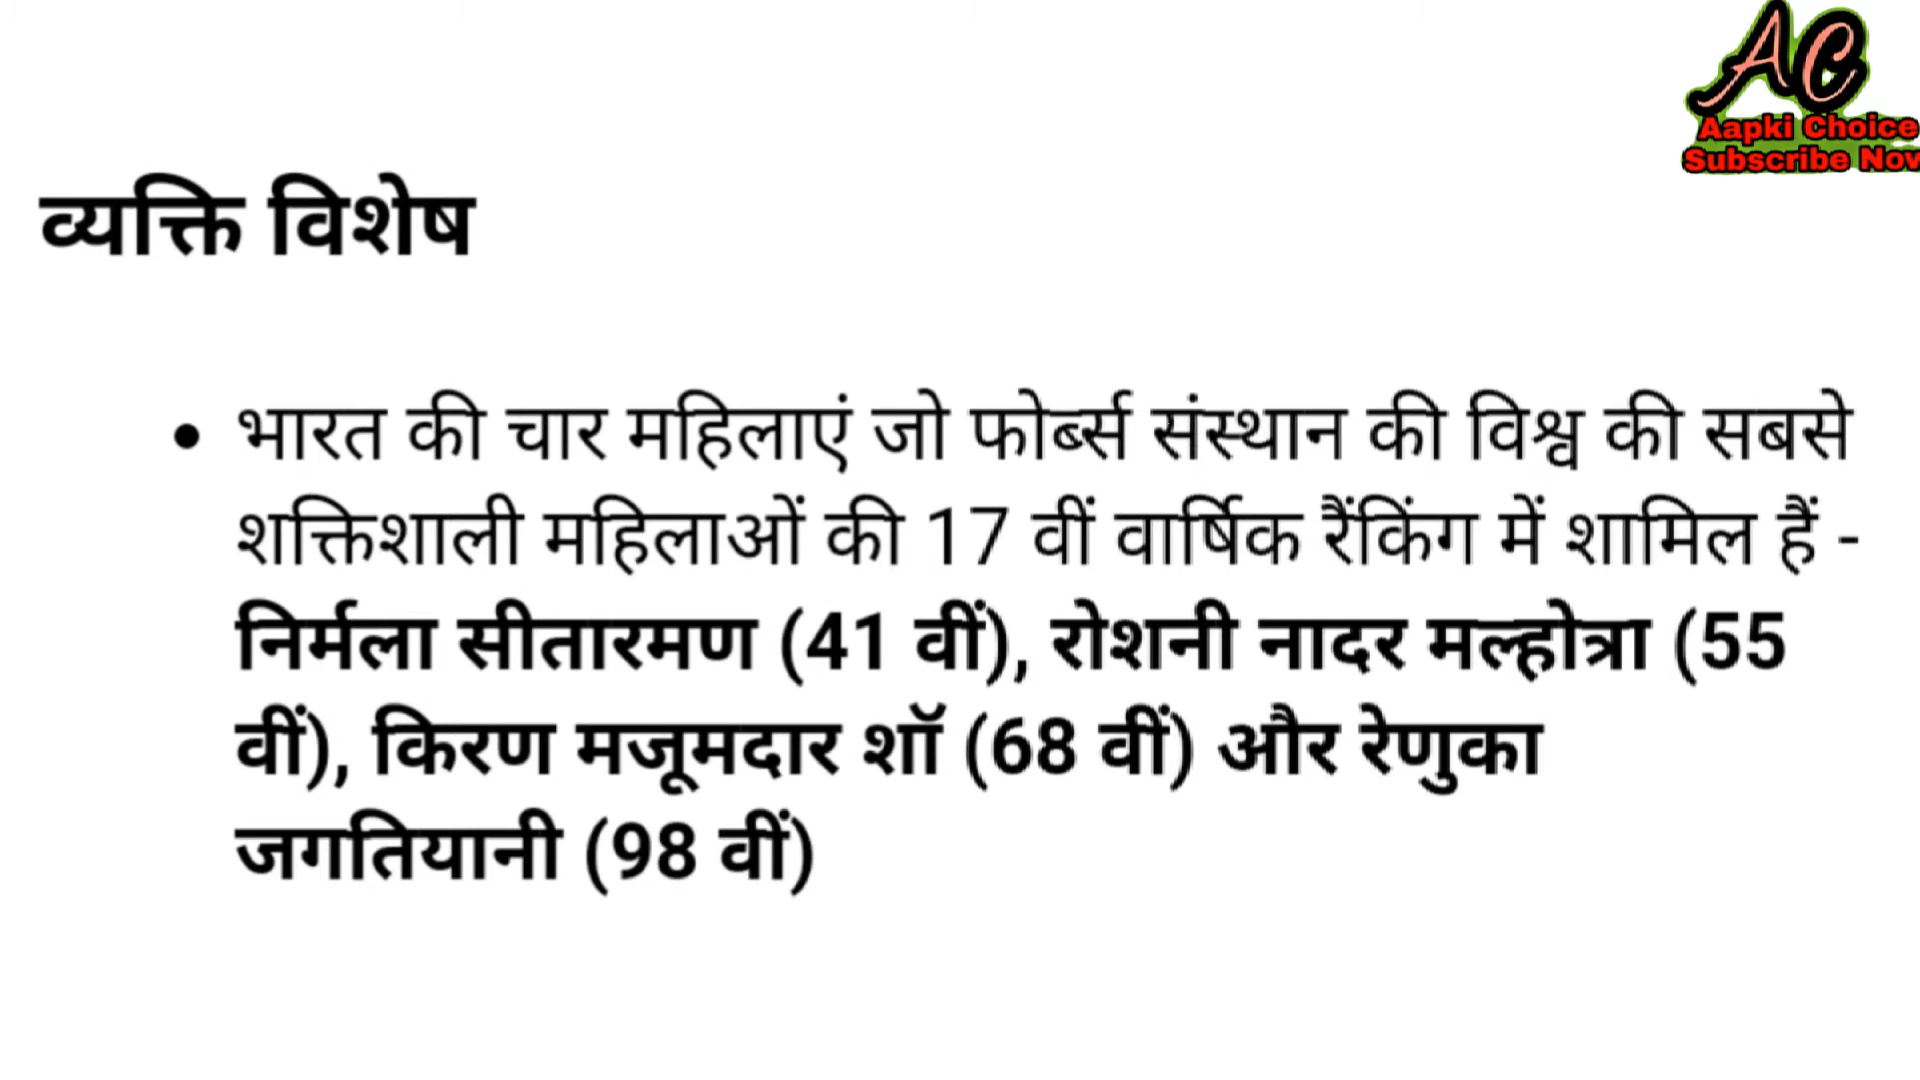 AC
Aapki Choice
Subscribe Now
व्यक्ति विशेष
• भारत की चार महिलाएं जो फोर्ब्स संस्थान की विश्व की सबसे
शक्तिशाली महिलाओं की 17 वीं वार्षिक रैंकिंग में शामिल हैं -
निर्मला सीतारमण (41 वीं), रोशनी नादर मल्होत्रा (55
वीं), किरण मजूमदार शॉ (68 वीं) और रेणुका
जगतियानी (98 वीं)